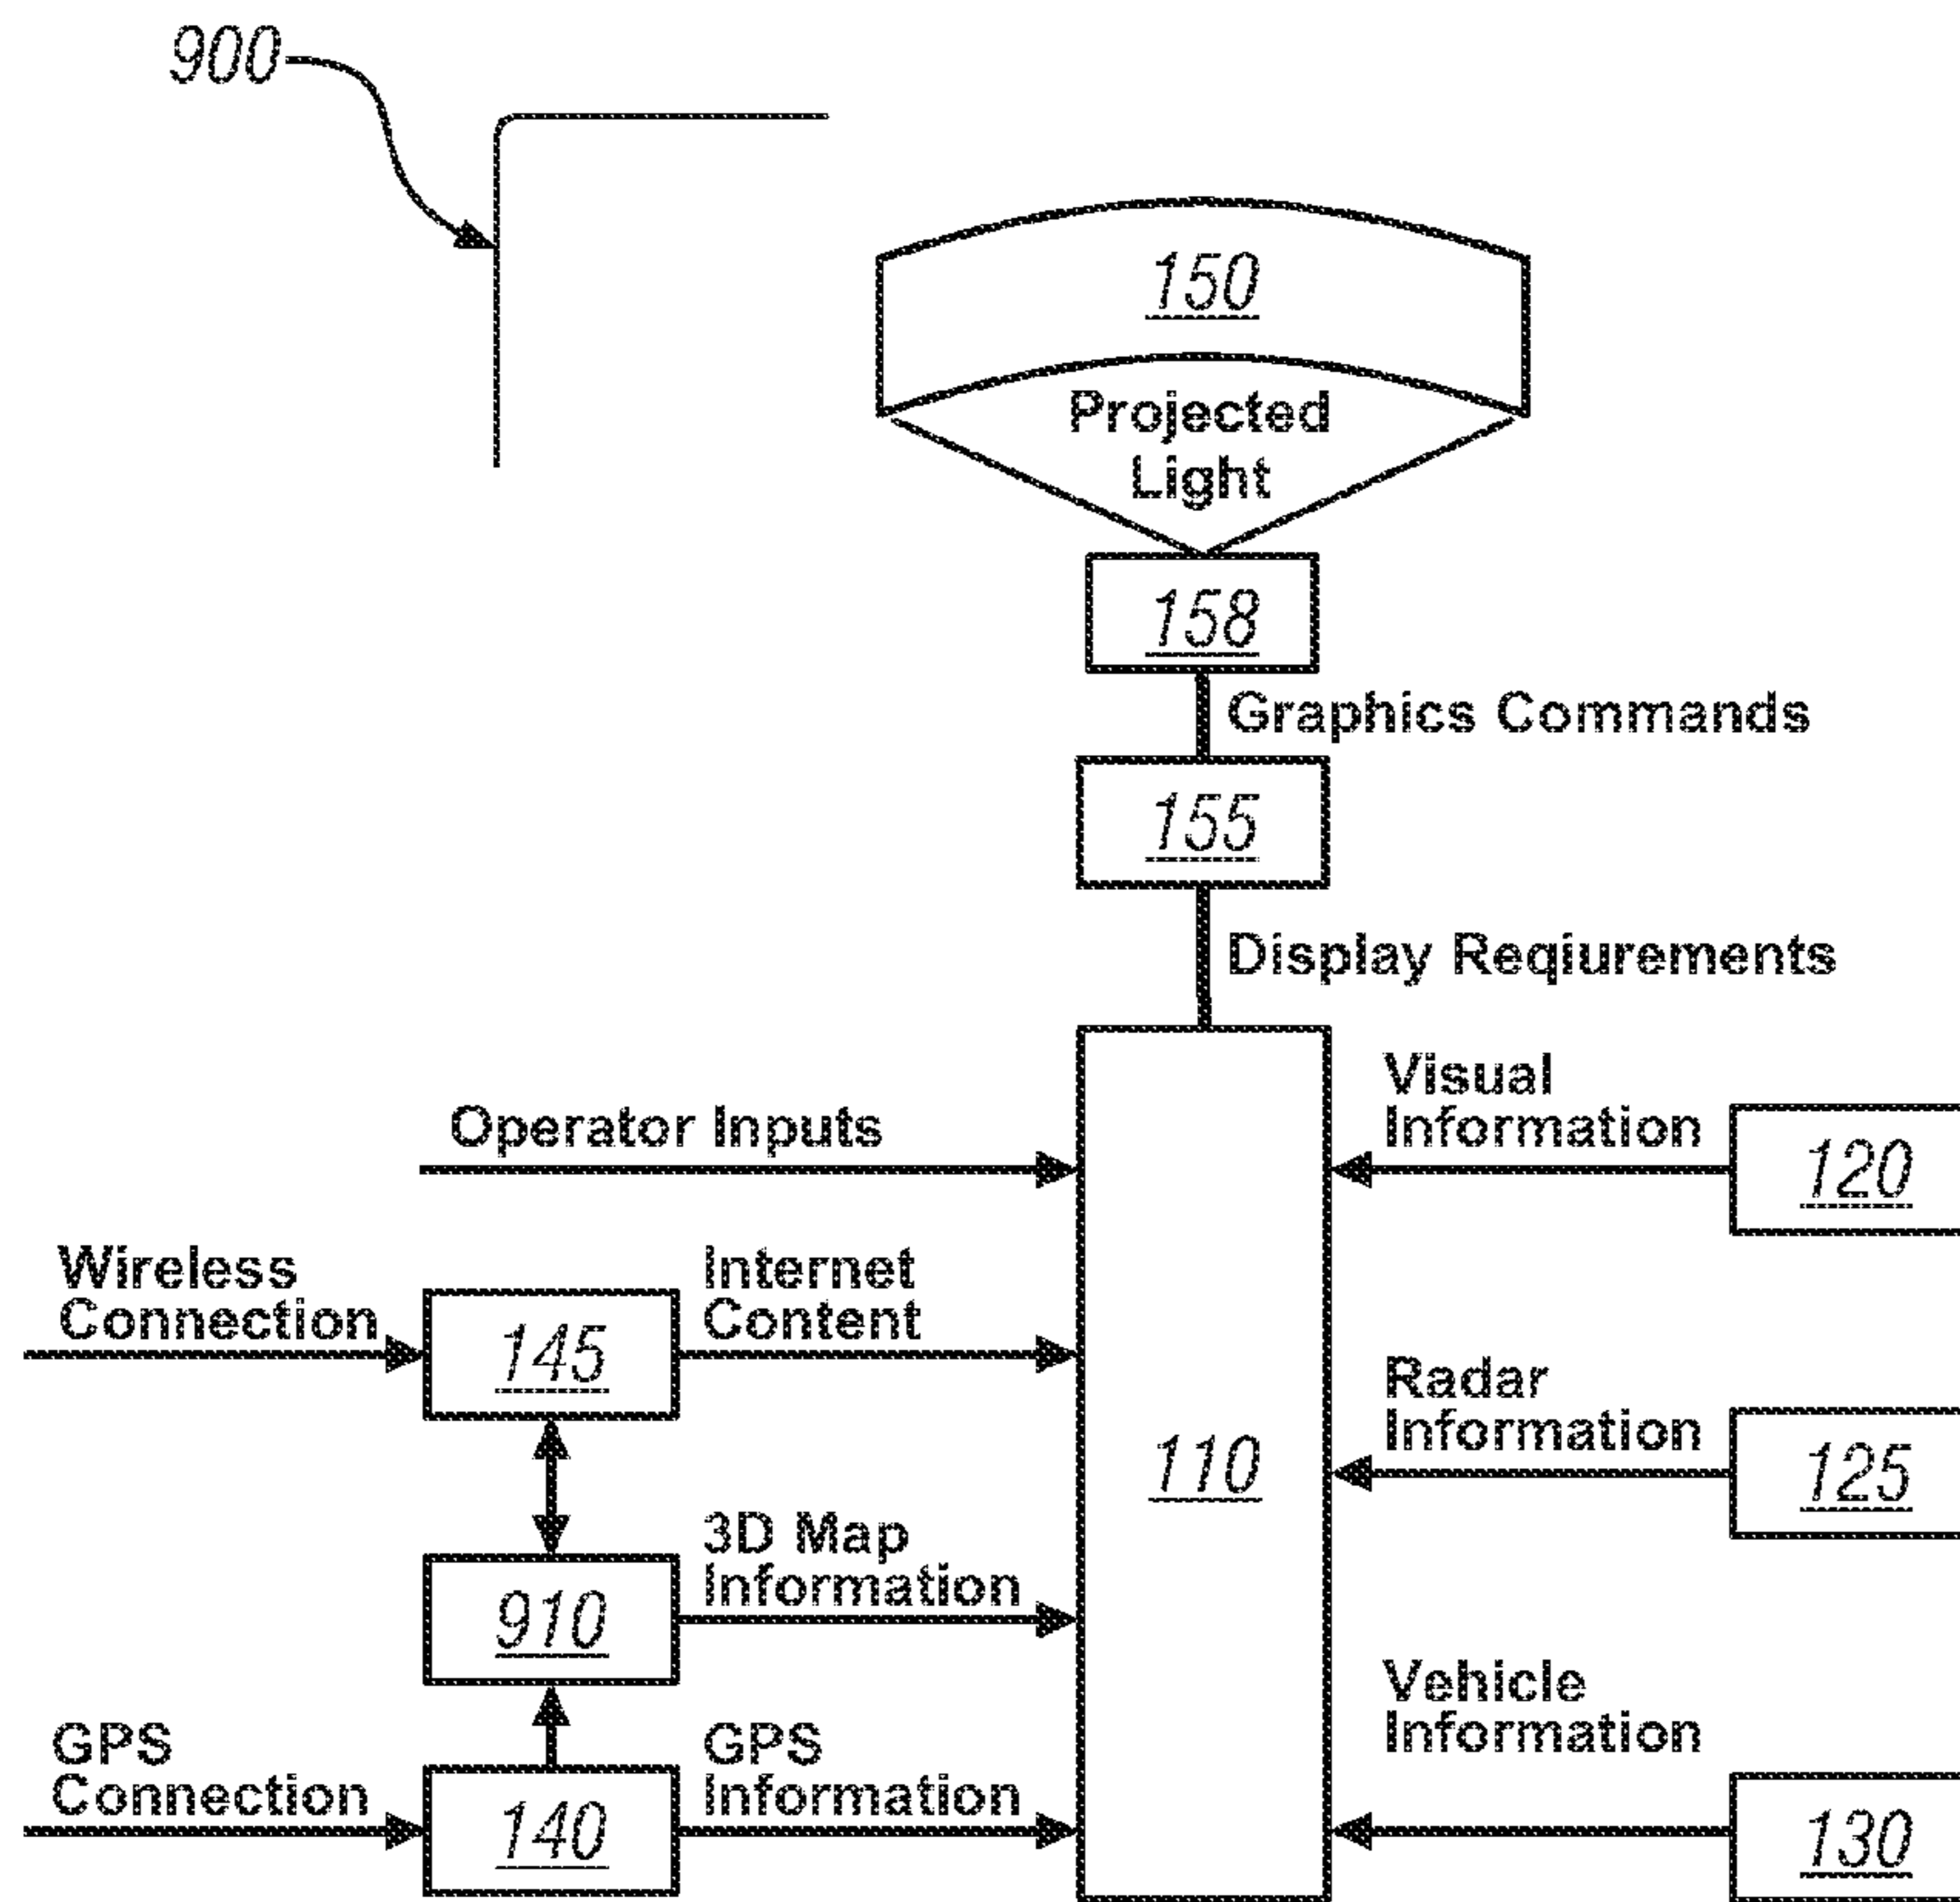 900
150
Projected
Light
158
Graphics Commands
155
Display Reqiurements
Operator Inputs
Visual
Information
120
Wireless
Connection
145
Internet
Content
110
Radar
Information
125
910
3D Map
Information
GPS
Connection
140
GPS
Information
Vehicle
Information
130